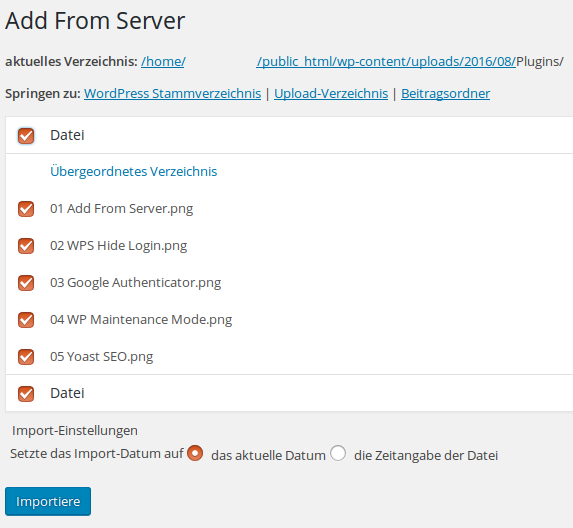 Add From Server
aktuelles Verzeichnis: /home/ /public_html/wp-content/uploads/2016/08/Plugins/
Springen zu: WordPress Stammverzeichnis | Upload-Verzeichnis | Beitragsordner
Datei
Übergeordnetes Verzeichnis
01 Add From Server.png
02 WPS Hide Login.png
03 Google Authenticator.png
04 WP Maintenance Mode.png
05 Yoast SEO.png
Datei
Import-Einstellungen
Setzte das Import-Datum auf das aktuelle Datum die Zeitangabe der Datei
Importiere